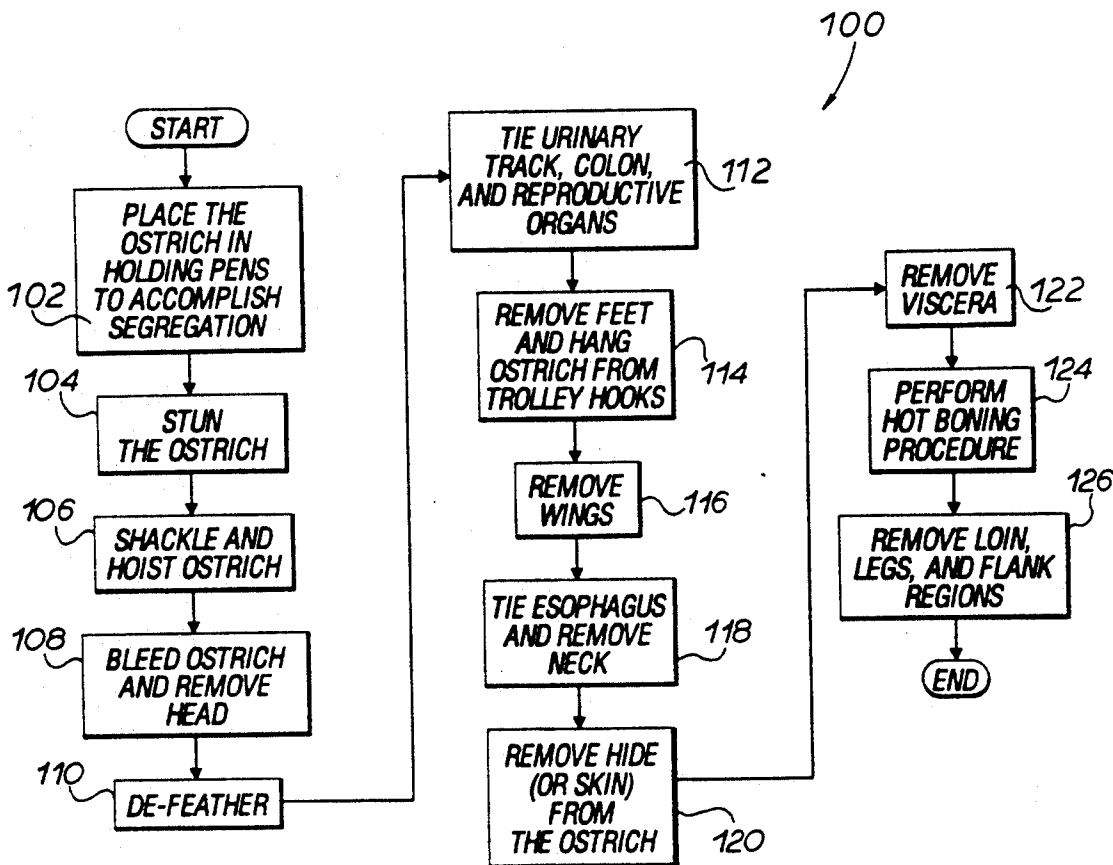 100
START
PLACE THE
OSTRICH IN
HOLDING PENS
TO ACCOMPLISH
SEGREGATION
102
104
STUN
THE OSTRICH
106
SHACKLE AND
HOIST OSTRICH
108
BLEED OSTRICH
AND REMOVE
HEAD
110
DE-FEATHER
TIE URINARY
TRACK, COLON,
AND REPRODUCTIVE
ORGANS
112
REMOVE FEET
AND HANG
OSTRICH FROM
TROLLEY HOOKS
114
REMOVE
WINGS
116
TIE ESOPHAGUS
AND REMOVE
NECK
118
REMOVE HIDE
(OR SKIN)
FROM
THE OSTRICH
120
REMOVE
VISCERA
122
124
PERFORM
HOT BONING
PROCEDURE
126
REMOVE LOIN,
LEGS, AND FLANK
REGIONS
END